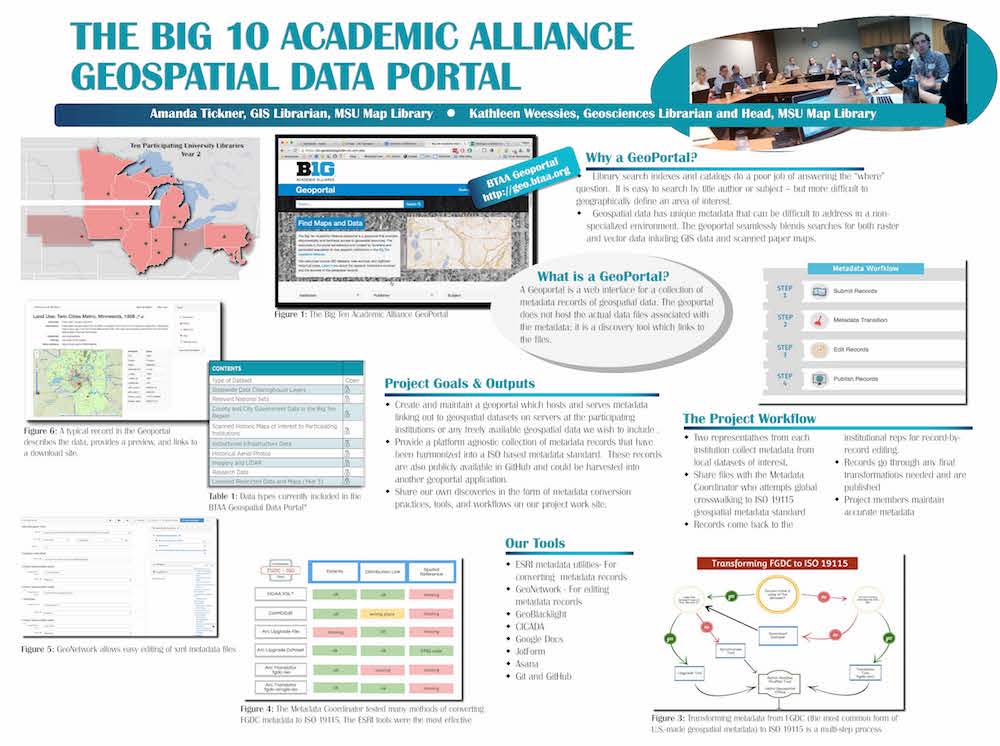 THE BIG 10 ACADEMIC ALLIANCE
GEOSPATIAL DATA PORTAL
Amanda Tickner, GIS Librarian, MSU Map Library ● Kathleen Weessies, Geosciences Librarian and Head, MSU Map Library
Ten Participating University Libraries
Year 2
B1G
ACADEMIC ALLIANCE
Geoportal
Search
Find Maps and Data
BTAA Geoportal
http://geo.btaa.org
Figure 1: The Big Ten Academic Alliance GeoPortal
Why a GeoPortal?
• Library search indexes and catalogs do a poor job of answering the "where"
question. It is easy to search by title author or subject – but more difficult to
geographically define an area of interest.
• Geospatial data has unique metadata that can be difficult to address in a non-
specialized environment. The geoportal seamlessly blends searches for both raster
and vector data inluding GIS data and scanned paper maps.
What is a GeoPortal?
A Geoportal is a web interface for a collection of
metadata records of geospatial data. The geoportal
does not host the actual data files associated with
the metadata; it is a discovery tool which links to
the files.
Metadata Worfklow
STEP
1
Submit Records
STEP
2
Metadata Transition
STEP
3
Edit Records
STEP
4
Publish Records
Land Use: Twin Cities Metro, Minnesota, 1958
Figure 6: A typical record in the Geoportal
describes the data, provides a preview, and links to
a download site.
CONTENTS
Type of Dataset Open
Statewide Data Clearinghouse Layers
Relevant National Sets
County and City Government Data in the Big Ten
Region
Scanned Historic Maps of Interest to Participating
Institutions
Institutional Infrastructure Data
Historical Aerial Photos
Imagery and LiDAR
Research Data
Licensed Restricted Data and Maps (Year 3)
Table 1: Data types currently included in the
BTAA Geospatial Data Portal*
Project Goals & Outputs
• Create and maintain a geoportal which hosts and serves metadata
linking out to geospatial datasets on servers at the participating
institutions or any freely available geospatial data we wish to include .
• Provide a platform agnostic collection of metadata records that have
been harmonized into a ISO based metadata standard. These records
are also publicly available in GitHub and could be harvested into
another geoportal application.
• Share our own discoveries in the form of metadata conversion
practices, tools, and workflows on our project work site.
The Project Workflow
• Two representatives from each
institution collect metadata from
local datasets of interest.
• Share files with the Metadata
Coordinator who attempts global
crosswalking to ISO 19115
geospatial metadata standard
• Records come back to the
institutional reps for record-by-
record editing.
• Records go through any final
transformations needed and are
published
• Project members maintain
accurate metadata
Figure 5: GeoNetwork allows easy editing of xml metadata files
FGDC - ISO
Extents
Distribution Link
Spatial
Reference
ok ok missing
ok wrong place missing
Arc Upgrade File
missing ok missing
Arc Upgrade Dataset
ok ok EPSG code
Arc Translator
ok missing missing
Arc Translator
ok ok missing
Figure 4: The Metadata Coordinator tested many methods of converting
FGDC metadata to ISO 19115. The ESRI tools were the most effective
Our Tools
• ESRI metadata utilities- For
converting metadata records
• GeoNetwork - For editing
metadata records
• GeoBlacklight
• CICADA
• Google Docs
• JotForm
• Asana
• Git and GitHub
Transforming FGDC to ISO 19115
yes
no
no
no
yes
yes
Download
Dataset
Synchronize
Tool
Upgrade Tool
Figure 3: Transforming metadata from FGDC (the most common form of
U.S.-made geospatial metadata) to ISO 19115 is a multi-step process